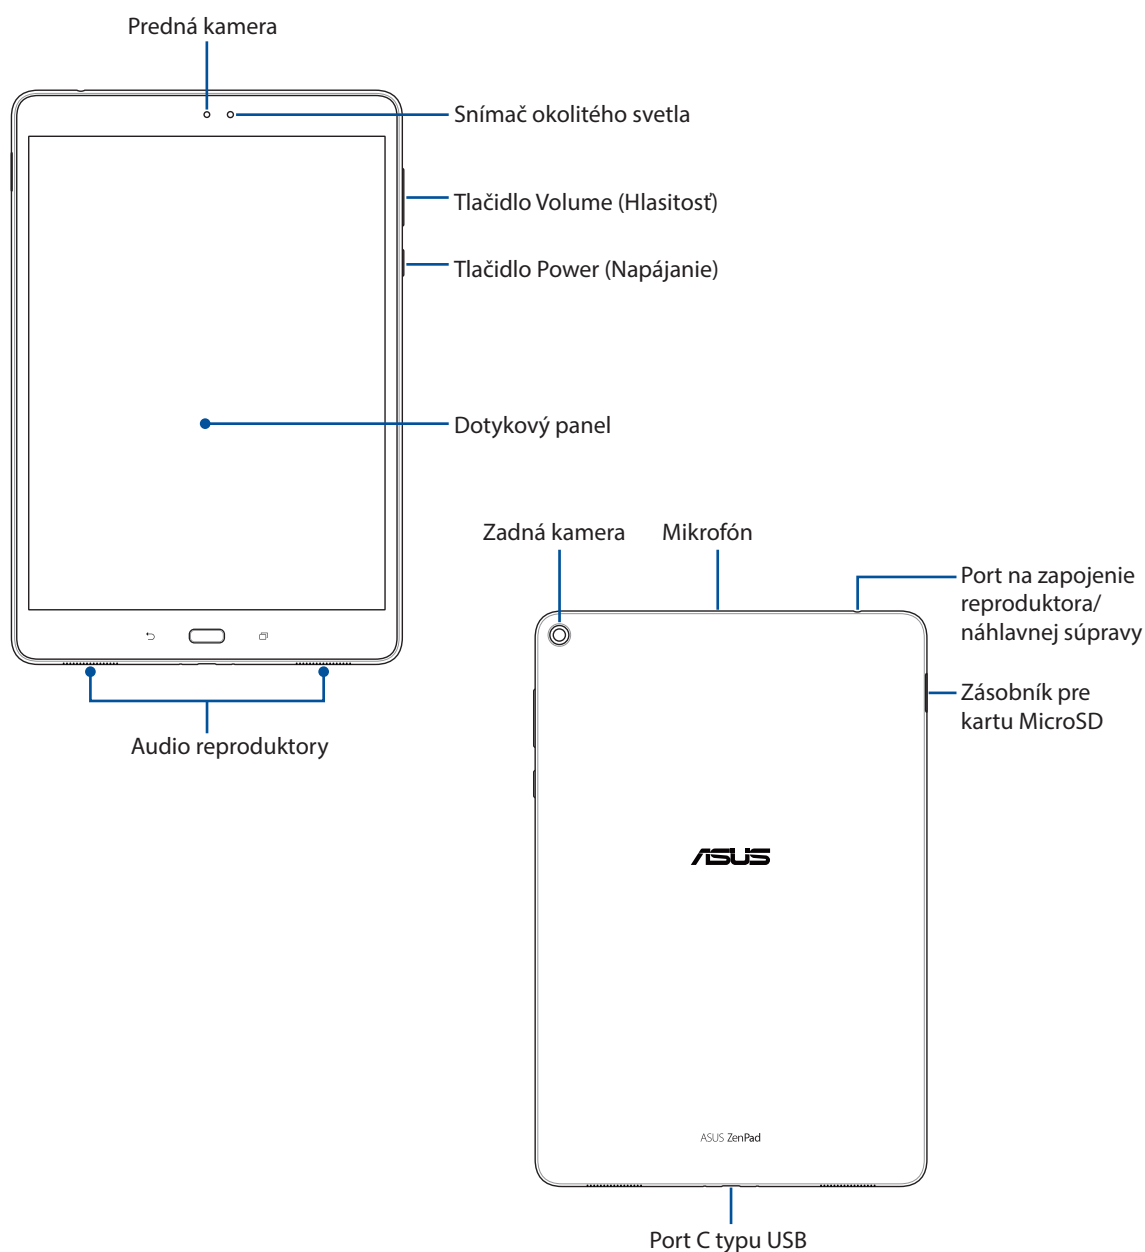 Predná kamera
Snímač okolitého svetla
Tlačidlo Volume (Hlasitosť)
Tlačidlo Power (Napájanie)
Dotykový panel
Audio reproduktory
Zadná kamera
Mikrofón
Port na zapojenie
reproduktora/
náhlavnej súpravy
Zásobník pre
kartu MicroSD
ASUS
ASUS ZenPad
Port C typu USB